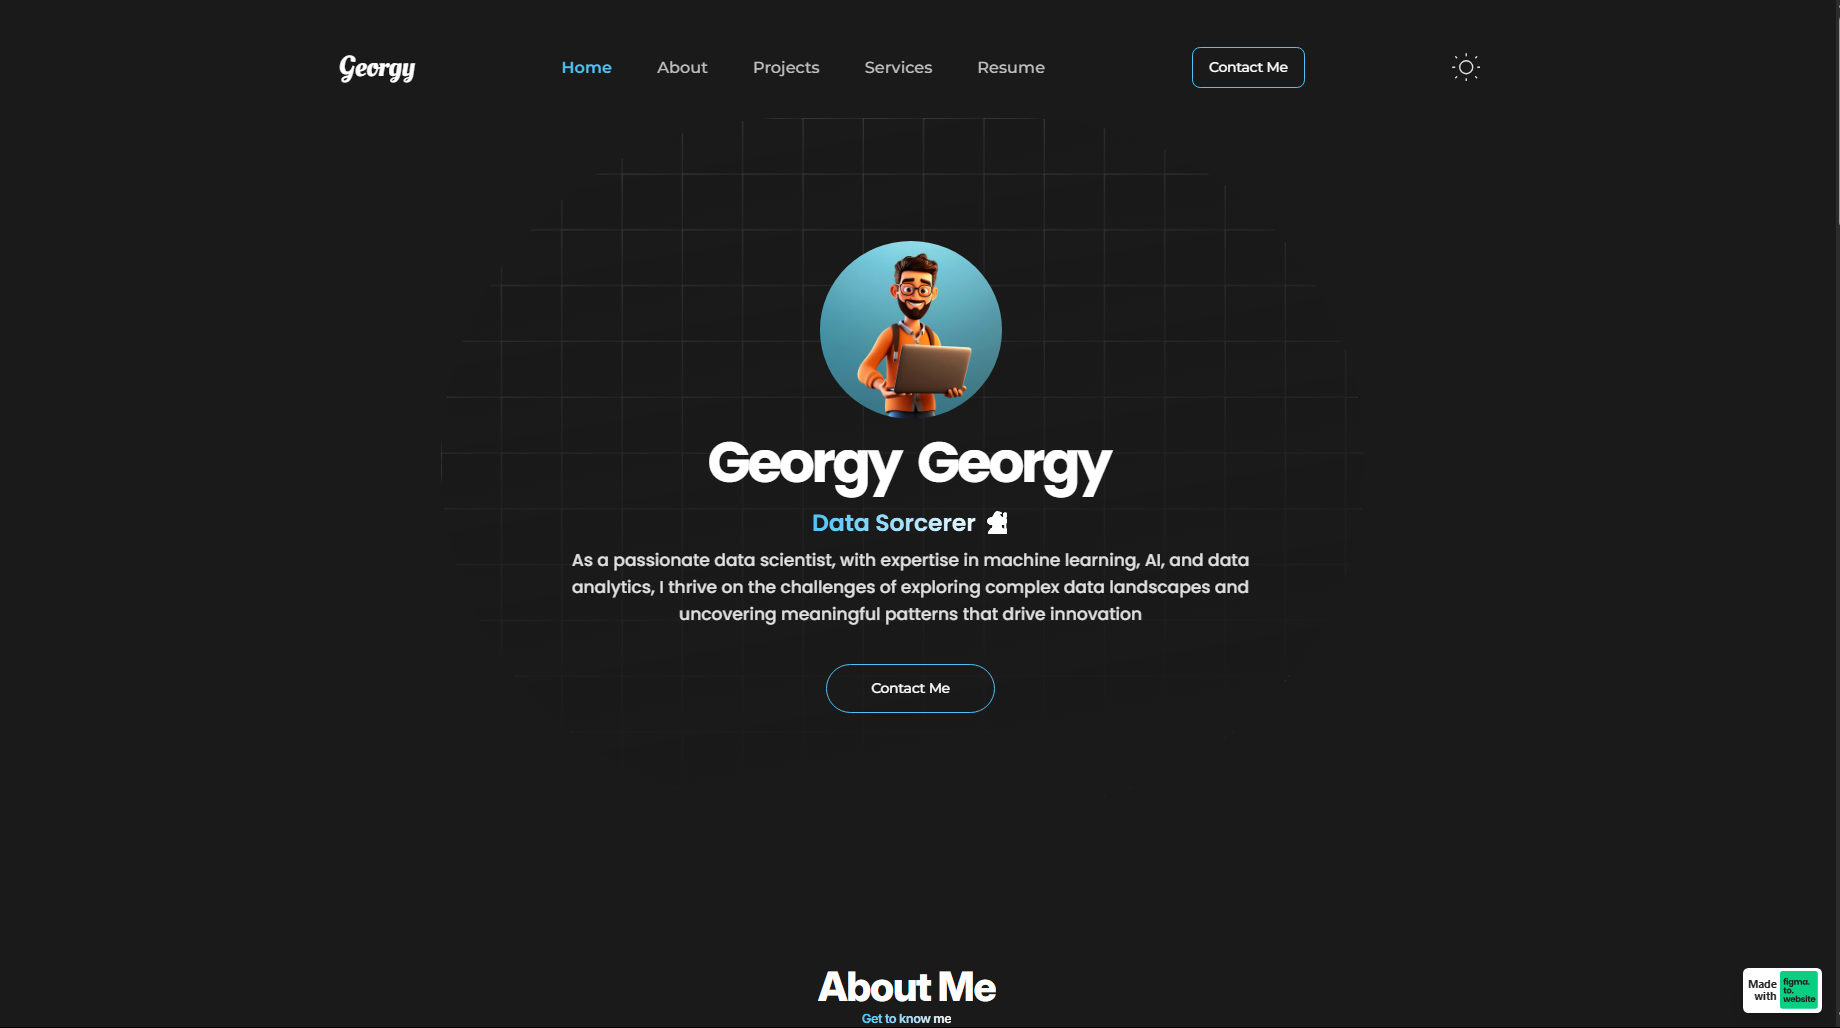 Georgy
Home About Projects Services Resume
Contact Me
Georgy Georgy
Data Sorcerer
As a passionate data scientist, with expertise in machine learning, AI, and data
analytics, I thrive on the challenges of exploring complex data landscapes and
uncovering meaningful patterns that drive innovation
Contact Me
About Me
Get to know me
Made
with
figma.
to.
website